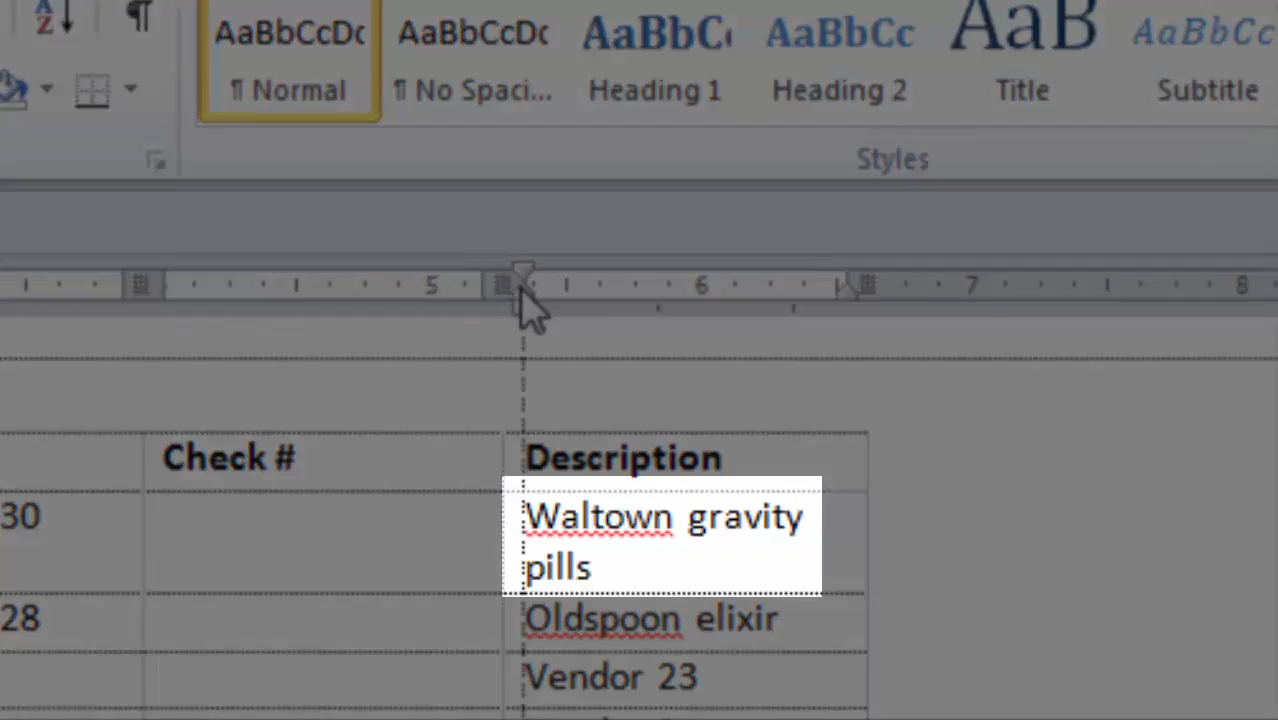 A
Z
¶
AaBbCcDc AaBbCcDc AaBbC AaBbCc AaB AaBbCc
¶ Normal ¶ No Spaci... Heading 1 Heading 2 Title Subtitle
Styles
5 6 7 8
Check # Description
30 Waltown gravity
pills
28 Oldspoon elixir
Vendor 23